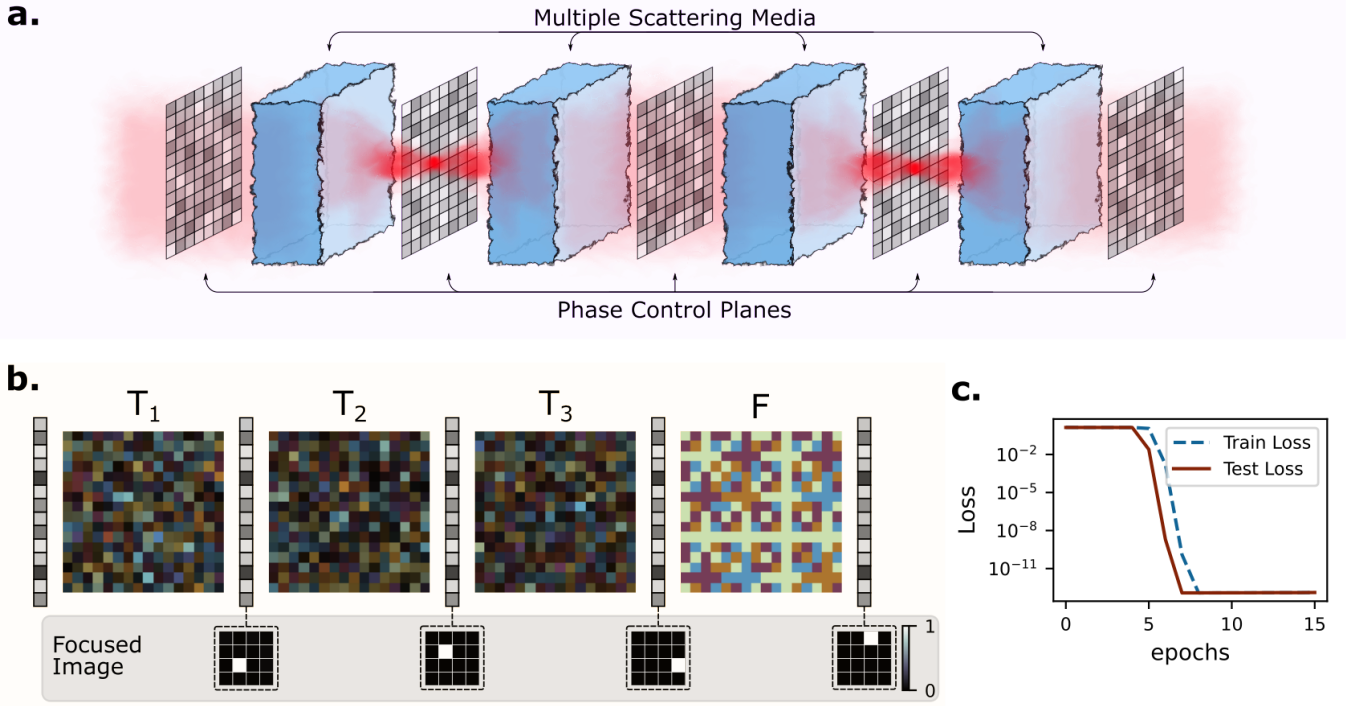 a.
Multiple Scattering Media
Phase Control Planes
b.
T₁
T₂
T₃
F
Focused
Image
1
0
c.
Loss
10⁻²
10⁻⁵
10⁻⁸
10⁻¹¹
Train Loss
Test Loss
0
5
10
15
epochs